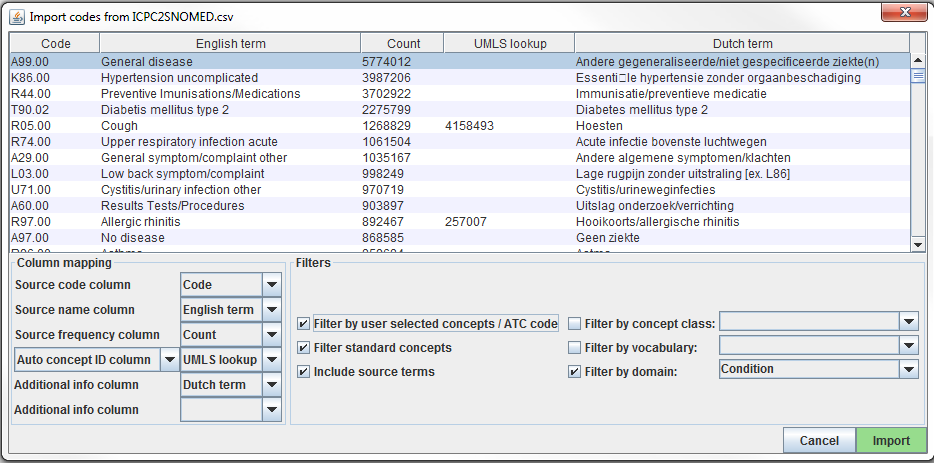 Import codes from ICPC2SNOMED.csv
Code English term Count UMLS lookup Dutch term
A99.00 General disease 5774012 Andere gegeneraliseerde/niet gespecificeerde ziekte(n)
K86.00 Hypertension uncomplicated 3987206 Essenti□le hypertensie zonder orgaanbeschadiging
R44.00 Preventive Imunisations/Medications 3702922 Immunisatie/preventieve medicatie
T90.02 Diabetis mellitus type 2 2275799 Diabetes mellitus type 2
R05.00 Cough 1268829 4158493 Hoesten
R74.00 Upper respiratory infection acute 1061504 Acute infectie bovenste luchtwegen
A29.00 General symptom/complaint other 1035167 Andere algemene symptomen/klachten
L03.00 Low back symptom/complaint 998249 Lage rugpijn zonder uitstraling [ex. L86]
U71.00 Cystitis/urinary infection other 970719 Cystitis/urineweginfecties
A60.00 Results Tests/Procedures 903897 Uitslag onderzoek/verrichting
R97.00 Allergic rhinitis 892467 257007 Hooikoorts/allergische rhinitis
A97.00 No disease 868585 Geen ziekte
Column mapping
Source code column Code
Source name column English term
Source frequency column Count
Auto concept ID column UMLS lookup
Additional info column Dutch term
Additional info column
Filters
Filter by user selected concepts / ATC code Filter by concept class:
Filter standard concepts Filter by vocabulary:
Include source terms Filter by domain: Condition
Cancel Import